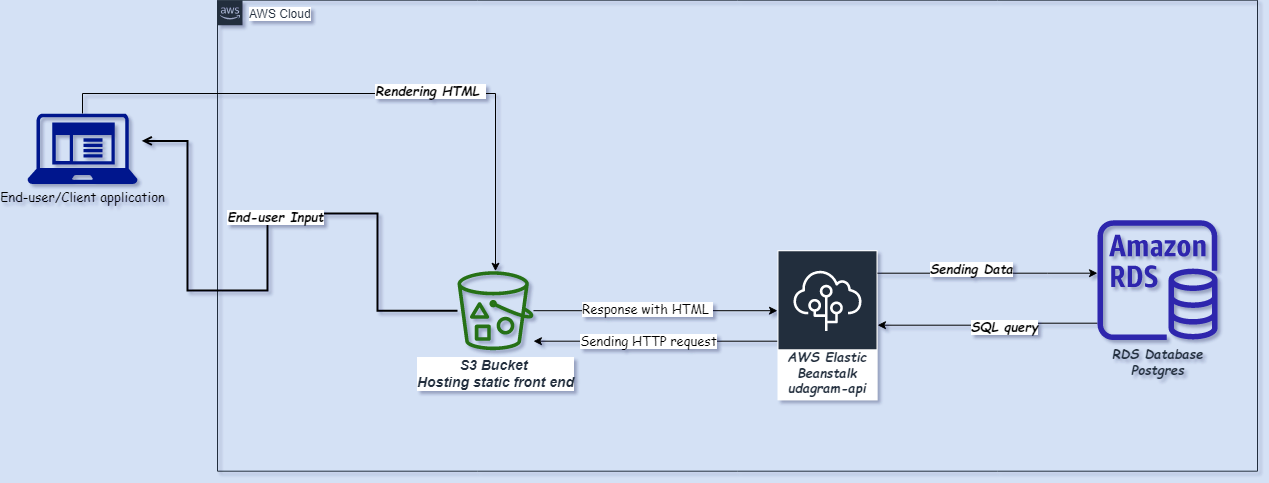 aws
AWS Cloud
Rendering HTML
End-user/Client application
End-user Input
Amazon
RDS
Sending Data
Response with HTML
SQL query
Sending HTTP request
S3 Bucket
Hosting static front end
AWS Elastic
Beanstalk
udagram-api
RDS Database
Postgres